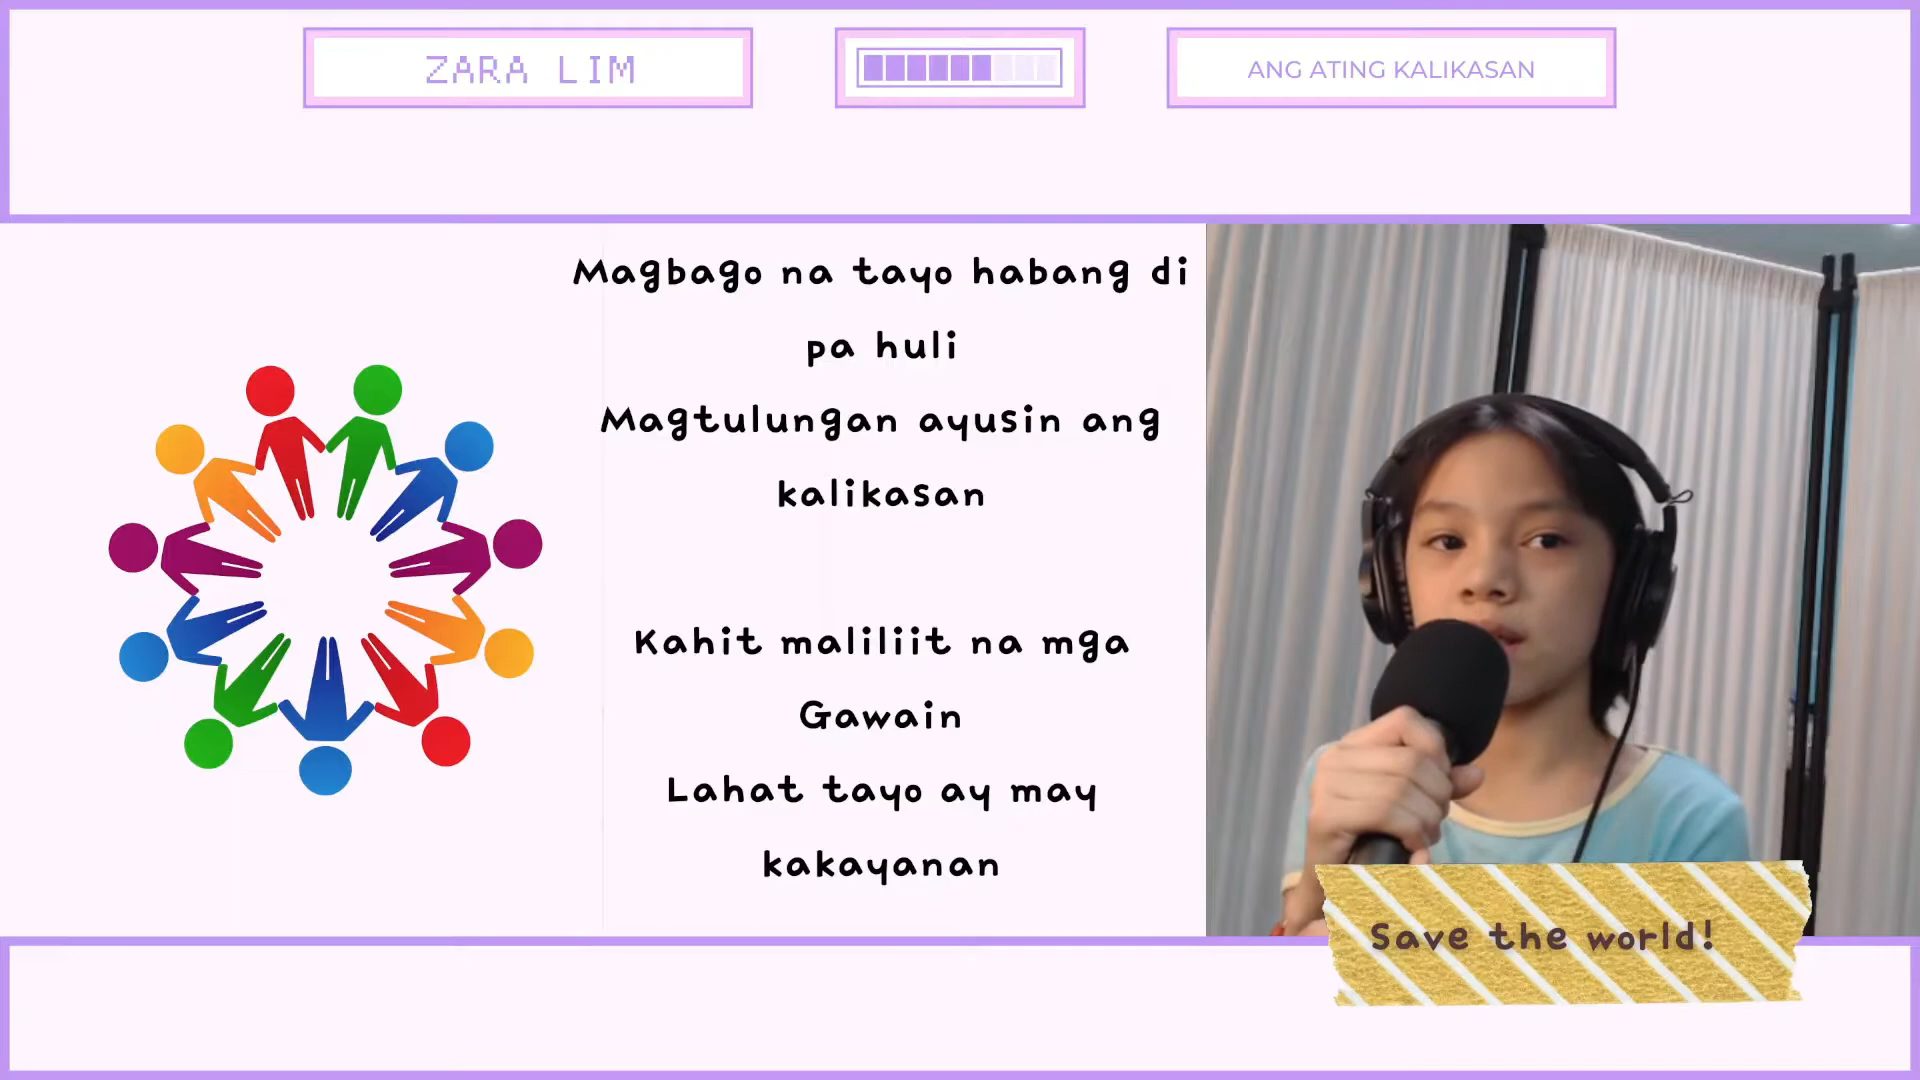 ZARA LIM
ANG ATING KALIKASAN
Magbago na tayo habang di
pa huli
Magtulungan ayusin ang
kalikasan
Kahit maliliit na mga
Gawain
Lahat tayo ay may
kakayanan
Save the world!